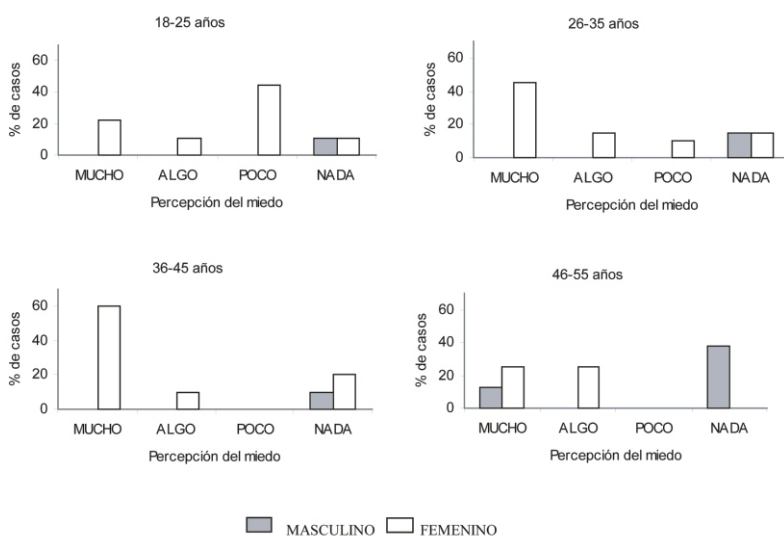 18-25 años
% de casos
60
40
20
0
MUCHO ALGO POCO NADA
Percepción del miedo
26-35 años
% de casos
60
40
20
0
MUCHO ALGO POCO NADA
Percepción del miedo
36-45 años
% de casos
60
40
20
0
MUCHO ALGO POCO NADA
Percepción del miedo
46-55 años
% de casos
60
40
20
0
MUCHO ALGO POCO NADA
Percepción del miedo
MASCULINO FEMENINO